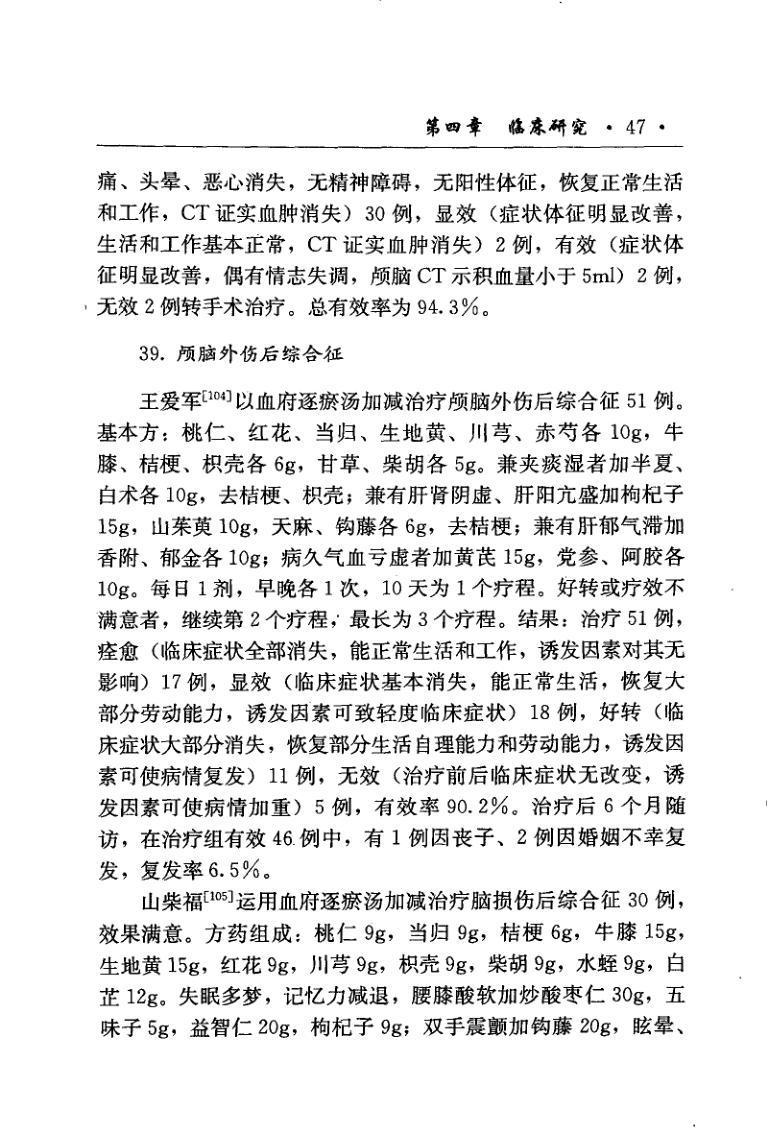 第四章 临床研究 · 47 ·
痛、头晕、恶心消失，无精神障碍，无阳性体征，恢复正常生活
和工作，CT 证实血肿消失）30 例，显效（症状体征明显改善，
生活和工作基本正常，CT 证实血肿消失）2 例，有效（症状体
征明显改善，偶有情志失调，颅脑 CT 示积血量小于 5ml）2 例，
无效 2 例转手术治疗。总有效率为 94.3%。
39. 颅脑外伤后综合征
王爱军[104]以血府逐瘀汤加减治疗颅脑外伤后综合征 51 例。
基本方：桃仁、红花、当归、生地黄、川芎、赤芍各 10g，牛
膝、桔梗、枳壳各 6g，甘草、柴胡各 5g。兼夹痰湿者加半夏、
白术各 10g，去桔梗、枳壳；兼有肝肾阴虚、肝阳亢盛加枸杞子
15g，山茱萸 10g，天麻、钩藤各 6g，去桔梗；兼有肝郁气滞加
香附、郁金各 10g；病久气血亏虚者加黄芪 15g，党参、阿胶各
10g。每日 1 剂，早晚各 1 次，10 天为 1 个疗程。好转或疗效不
满意者，继续第 2 个疗程，最长为 3 个疗程。结果：治疗 51 例，
痊愈（临床症状全部消失，能正常生活和工作，诱发因素对其无
影响）17 例，显效（临床症状基本消失，能正常生活，恢复大
部分劳动能力，诱发因素可致轻度临床症状）18 例，好转（临
床症状大部分消失，恢复部分生活自理能力和劳动能力，诱发因
素可使病情复发）11 例，无效（治疗前后临床症状无改变，诱
发因素可使病情加重）5 例，有效率 90.2%。治疗后 6 个月随
访，在治疗组有效 46 例中，有 1 例因丧子、2 例因婚姻不幸复
发，复发率 6.5%。
山柴福[105]运用血府逐瘀汤加减治疗脑损伤后综合征 30 例，
效果满意。方药组成：桃仁 9g，当归 9g，桔梗 6g，牛膝 15g，
生地黄 15g，红花 9g，川芎 9g，枳壳 9g，柴胡 9g，水蛭 9g，白
芷 12g。失眠多梦，记忆力减退，腰膝酸软加炒酸枣仁 30g，五
味子 5g，益智仁 20g，枸杞子 9g；双手震颤加钩藤 20g，眩晕、